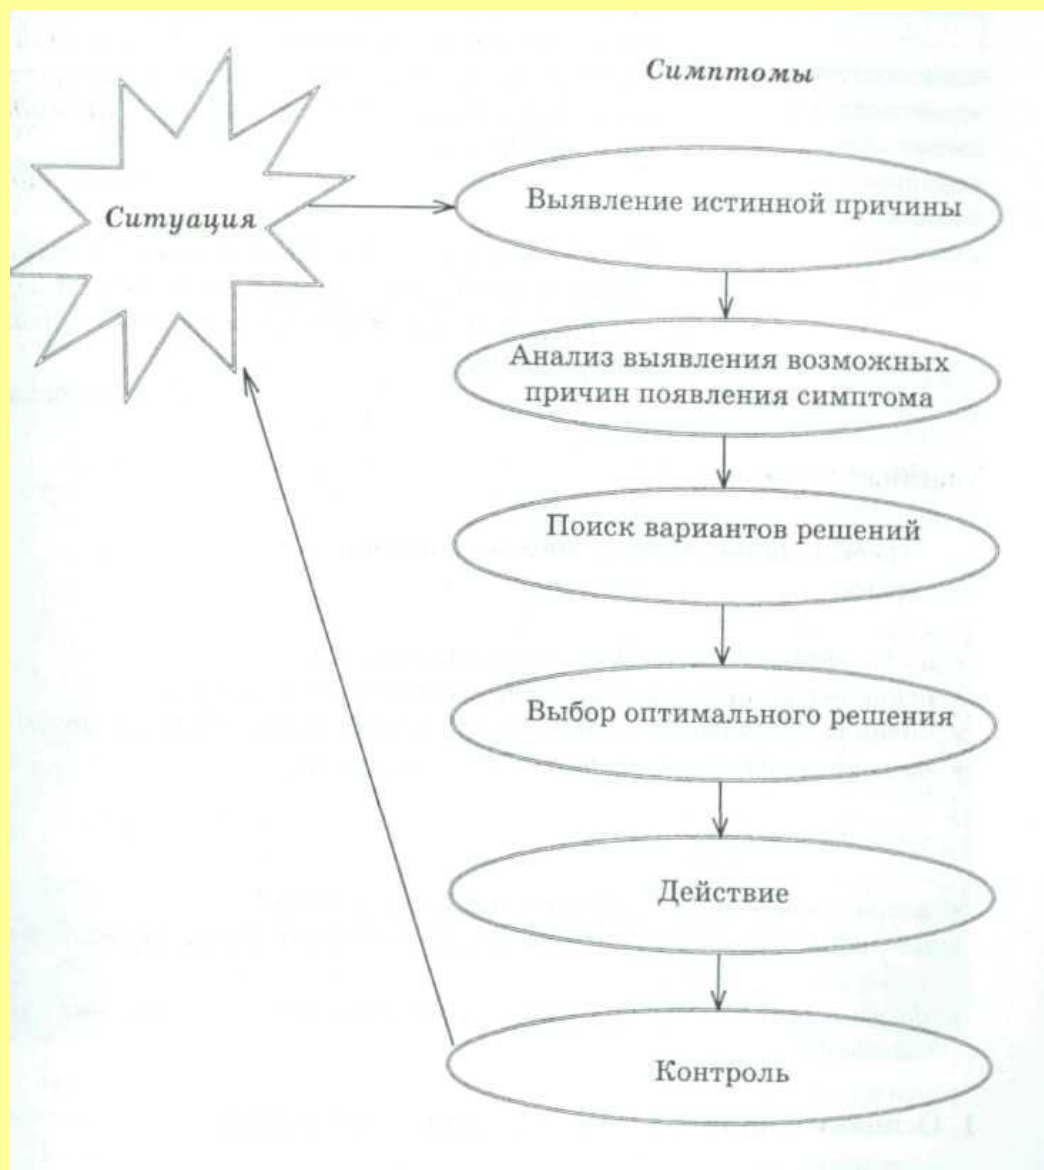 Симптомы
Ситуация
Выявление истинной причины
Анализ выявления возможных
причин появления симптома
Поиск вариантов решений
Выбор оптимального решения
Действие
Контроль